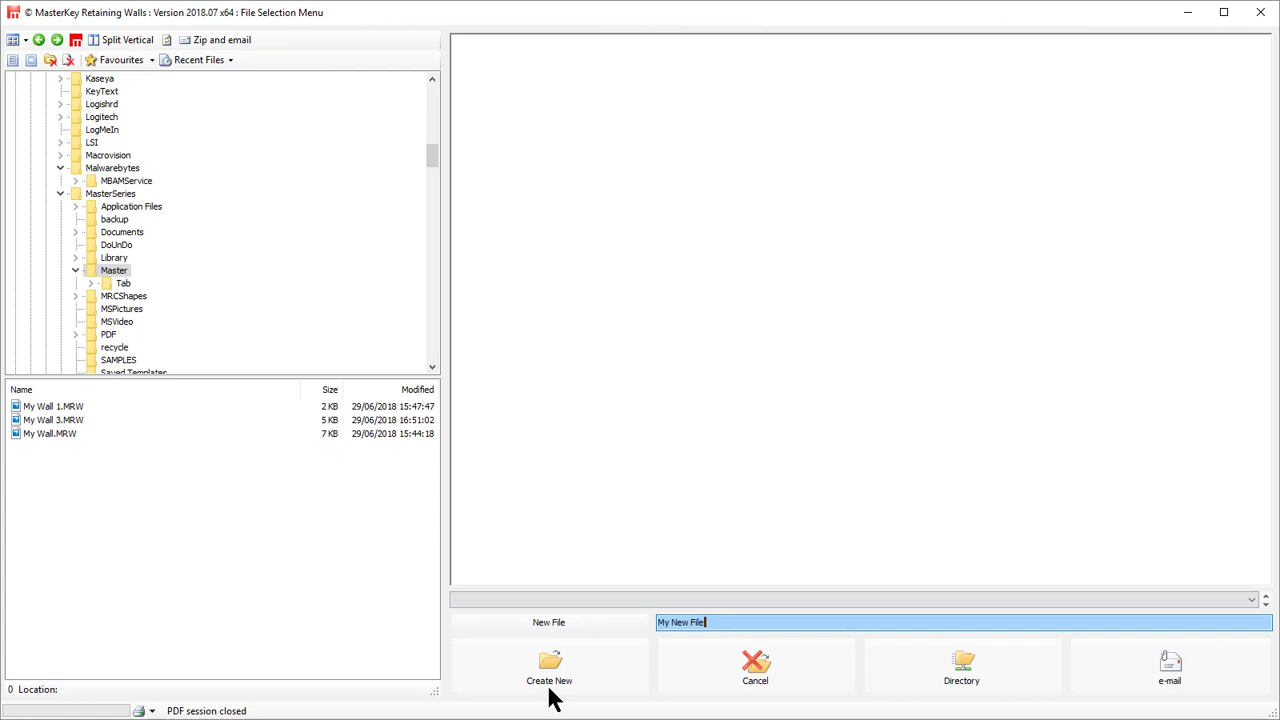 © MasterKey Retaining Walls : Version 2018.07 x64 : File Selection Menu
Split Vertical
Zip and email
Favourites
Recent Files
Kaseya
KeyText
Logishrd
Logitech
LogMeIn
LSI
Macrovision
Malwarebytes
MBAMService
MasterSeries
Application Files
backup
Documents
DoUnDo
Library
Master
Tab
MRCShapes
MSPictures
MSVideo
PDF
recycle
SAMPLES
Saved Templates
Name Size Modified
My Wall 1.MRW 2 KB 29/06/2018 15:47:47
My Wall 3.MRW 5 KB 29/06/2018 16:51:02
My Wall.MRW 7 KB 29/06/2018 15:44:18
New File
My New File
Create New
Cancel
Directory
e-mail
0 Location:
PDF session closed